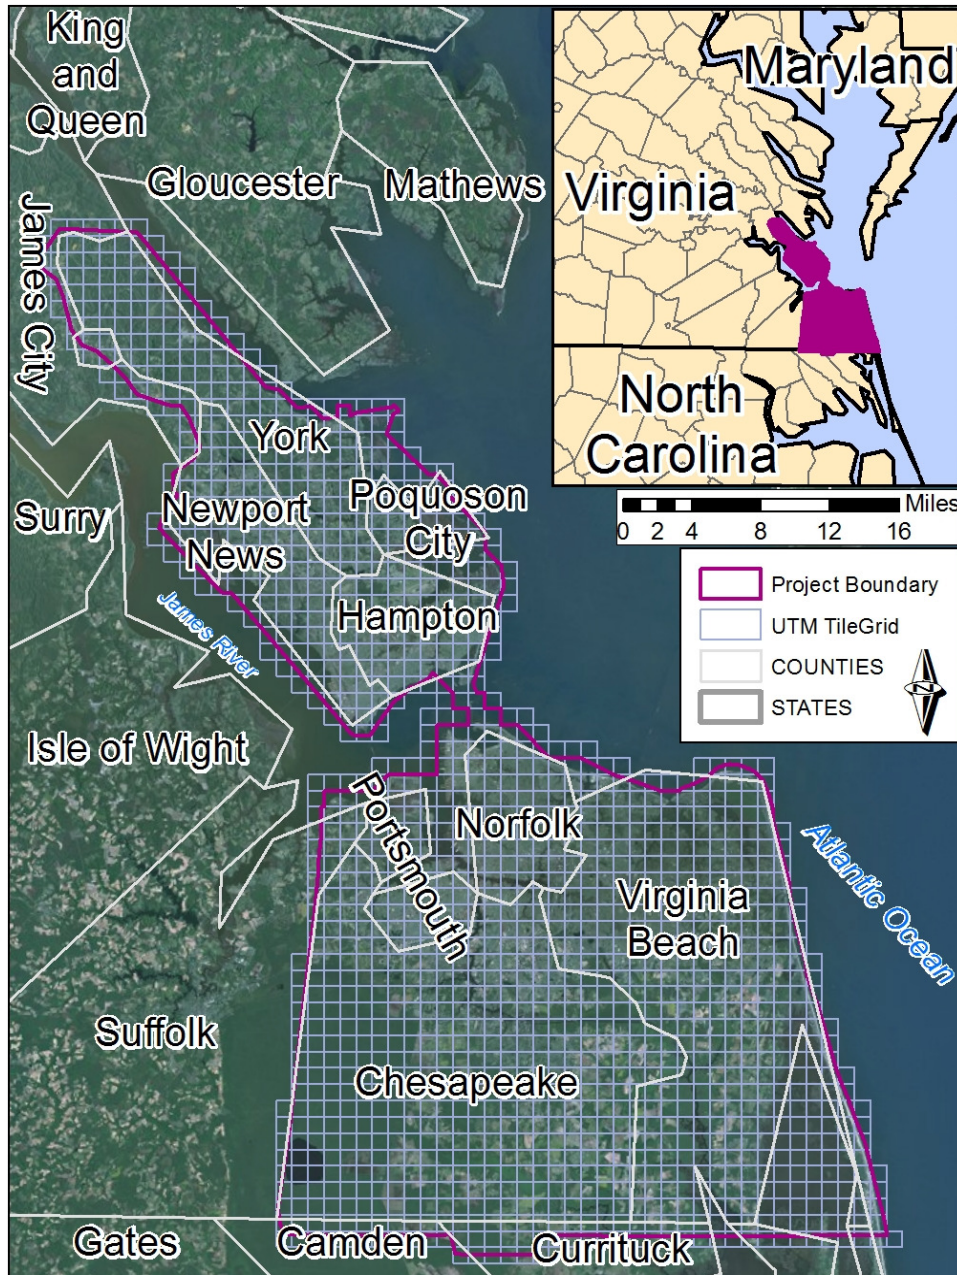 King
and
Queen
Gloucester
Mathews
James City
York
Poquoson
City
Newport
News
Surry
Hampton
James River
Isle of Wight
Portsmouth
Norfolk
Virginia
Beach
Atlantic Ocean
Suffolk
Chesapeake
Gates
Camden
Currituck
Maryland
Virginia
North
Carolina
Miles
0 2 4 8 12 16
Project Boundary
UTM TileGrid
COUNTIES
STATES
N